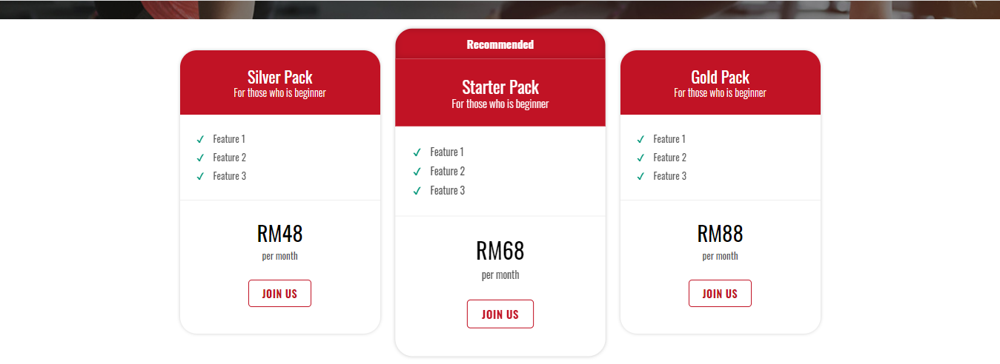 Silver Pack
For those who is beginner
Feature 1
Feature 2
Feature 3
RM48
per month
JOIN US
Recommended
Starter Pack
For those who is beginner
Feature 1
Feature 2
Feature 3
RM68
per month
JOIN US
Gold Pack
For those who is beginner
Feature 1
Feature 2
Feature 3
RM88
per month
JOIN US